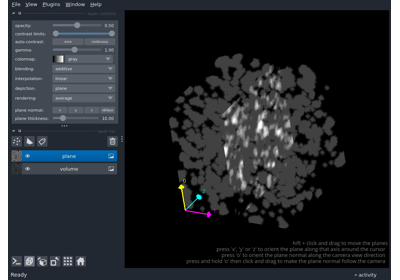 File View Plugins Window Help
opacity: 0.50
contrast limits:
auto-contrast: once continuous
gamma: 1.00
colormap: gray
blending: additive
interpolation: linear
depiction: plane
rendering: average
plane normal: x y z oblique
plane thickness: 10.00
plane
volume
0
hift + click and drag to move the planes
press 'x', 'y' or 'z' to orient the plane along that axis around the cursor
press 'o' to orient the plane normal along the camera view direction
press and hold 'o' then click and drag to make the plane normal follow the camera
Ready
activity